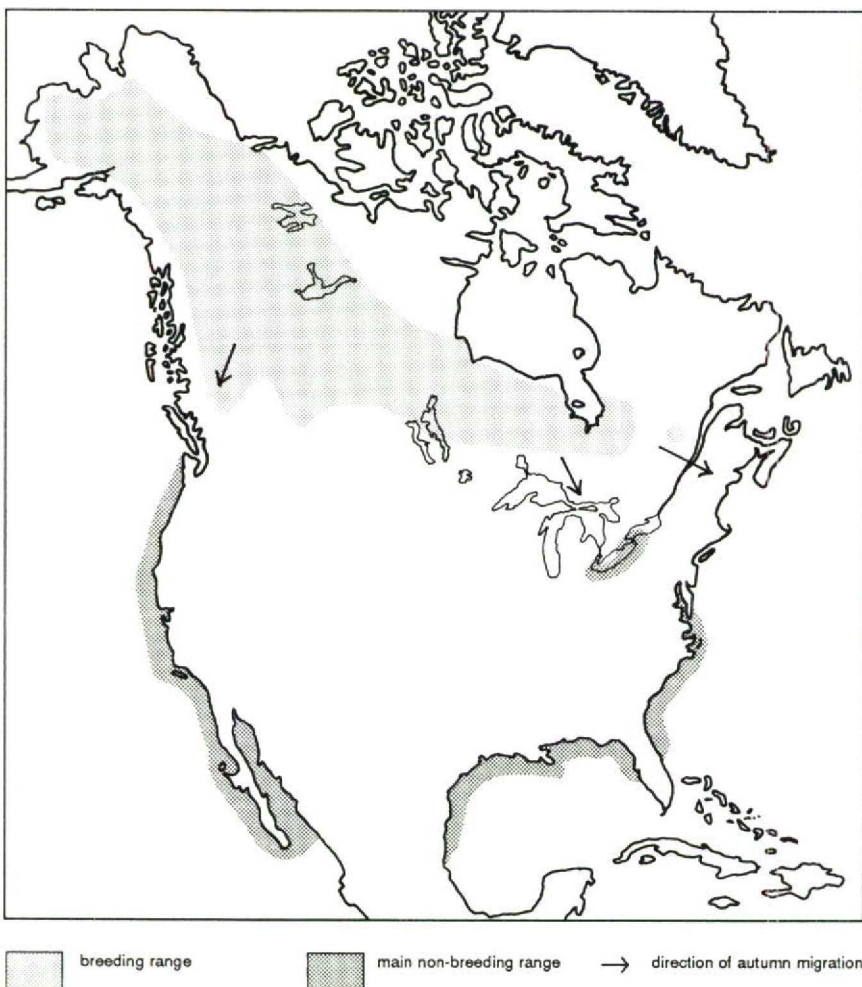 breeding range
main non-breeding range
direction of autumn migration